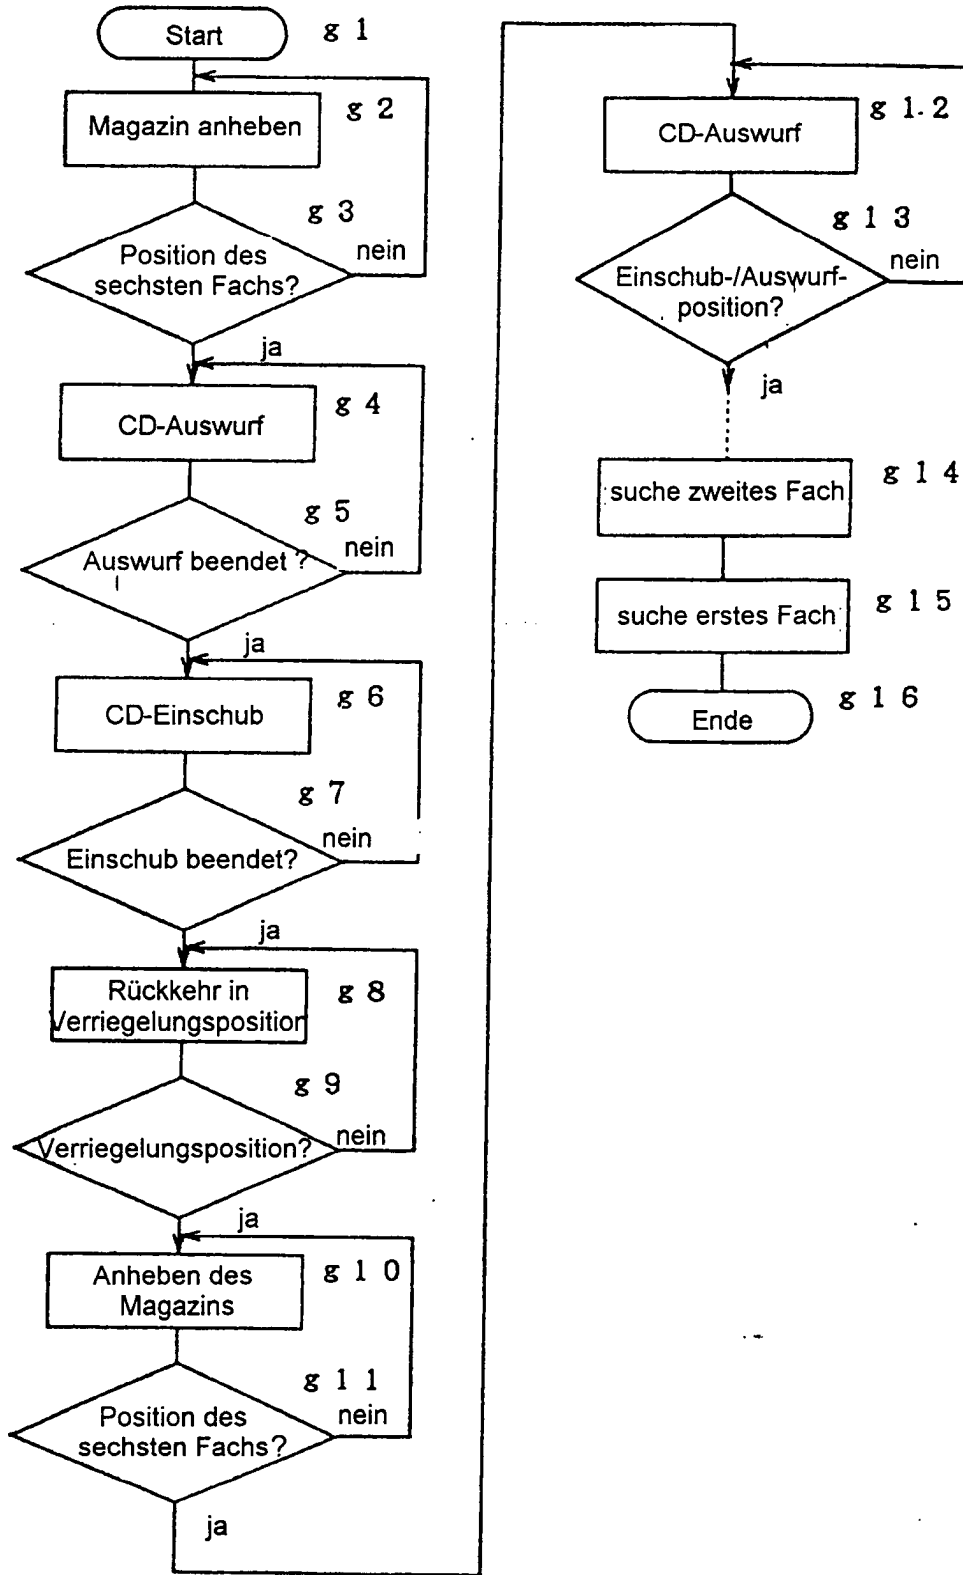 Start
g 1
Magazin anheben
g 2
g 3
Position des
sechsten Fachs?
nein
ja
CD-Auswurf
g 4
g 5
Auswurf beendet ?
nein
ja
CD-Einschub
g 6
g 7
Einschub beendet?
nein
ja
Rückkehr in
Verriegelungsposition
g 8
g 9
Verriegelungsposition?
nein
ja
Anheben des
Magazins
g 1 0
g 1 1
Position des
sechsten Fachs?
nein
ja
CD-Auswurf
g 1 2
g 1 3
Einschub-/Auswurf-
position?
nein
ja
suche zweites Fach
g 1 4
suche erstes Fach
g 1 5
Ende
g 1 6